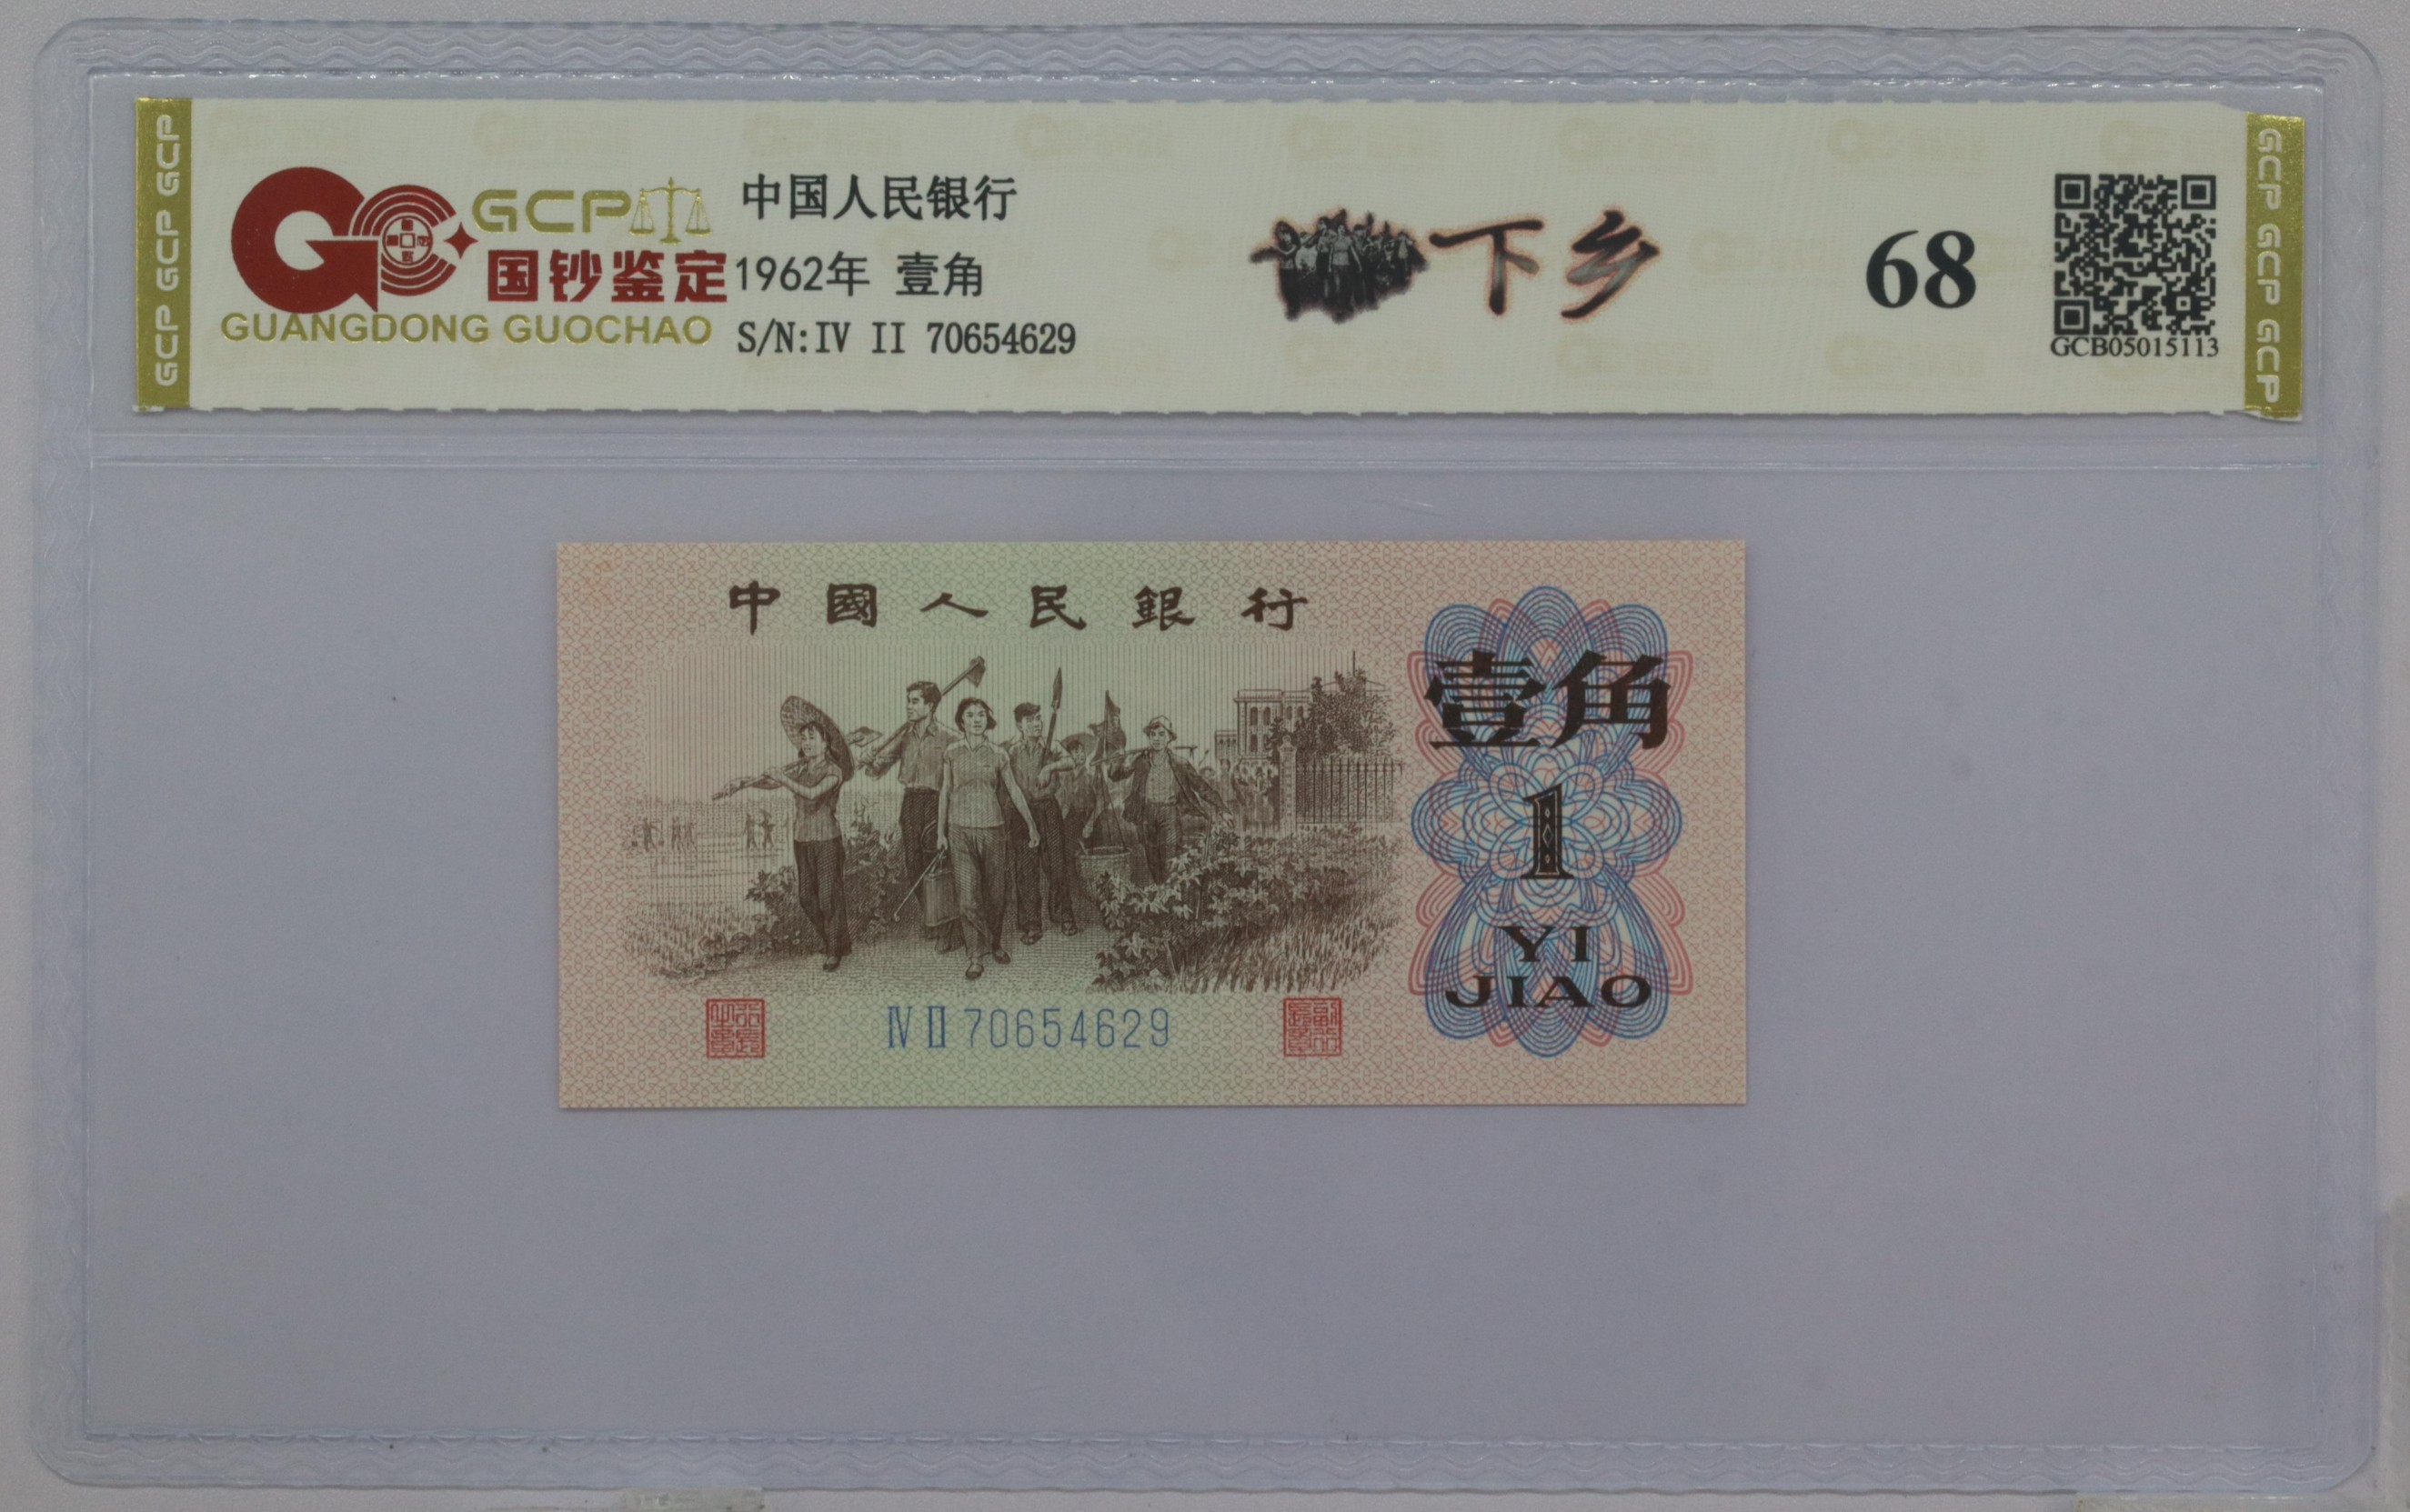 GCP GCP GCP
GCP
国钞鉴定
GUANGDONG GUOCHAO
中国人民银行
1962年 壹角
S/N:IV II 70654629
下乡
68
GCB05015113
GCP GCP GCP
中國人民銀行
壹角
1
YI
JIAO
Ⅳ Ⅱ 70654629